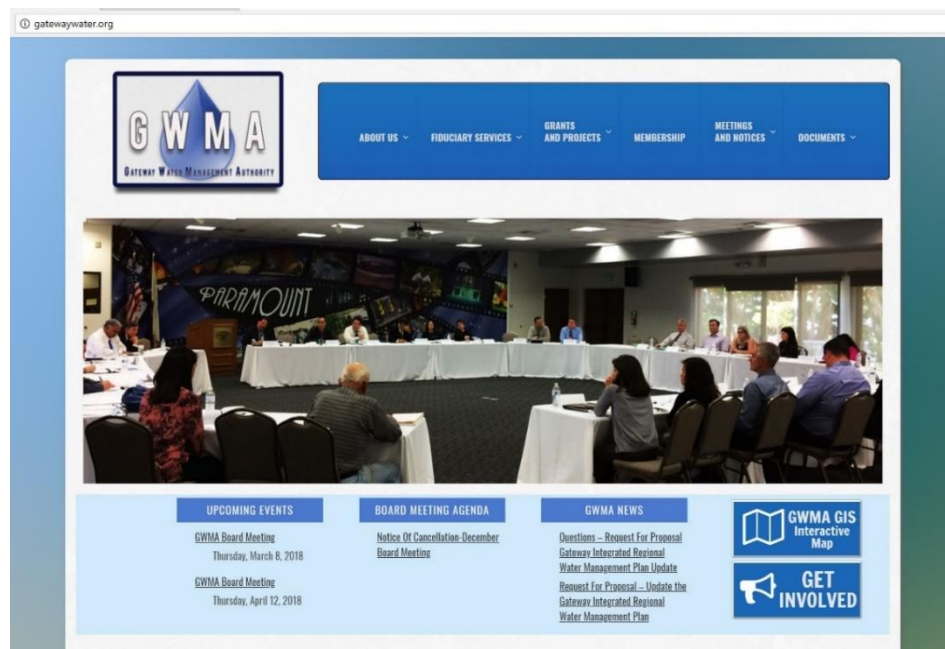 gatewaywater.org
GWMA
GATEWAY WATER MANAGEMENT AUTHORITY
ABOUT US
FIDUCIARY SERVICES
GRANTS
AND PROJECTS
MEMBERSHIP
MEETINGS
AND NOTICES
DOCUMENTS
PARAMOUNT
UPCOMING EVENTS
GWMA Board Meeting
Thursday, March 8, 2018
GWMA Board Meeting
Thursday, April 12, 2018
BOARD MEETING AGENDA
Notice Of Cancellation-December
Board Meeting
GWMA NEWS
Questions – Request For Proposal
Gateway Integrated Regional
Water Management Plan Update
Request For Proposal – Update the
Gateway Integrated Regional
Water Management Plan
GWMA GIS
Interactive
Map
GET
INVOLVED